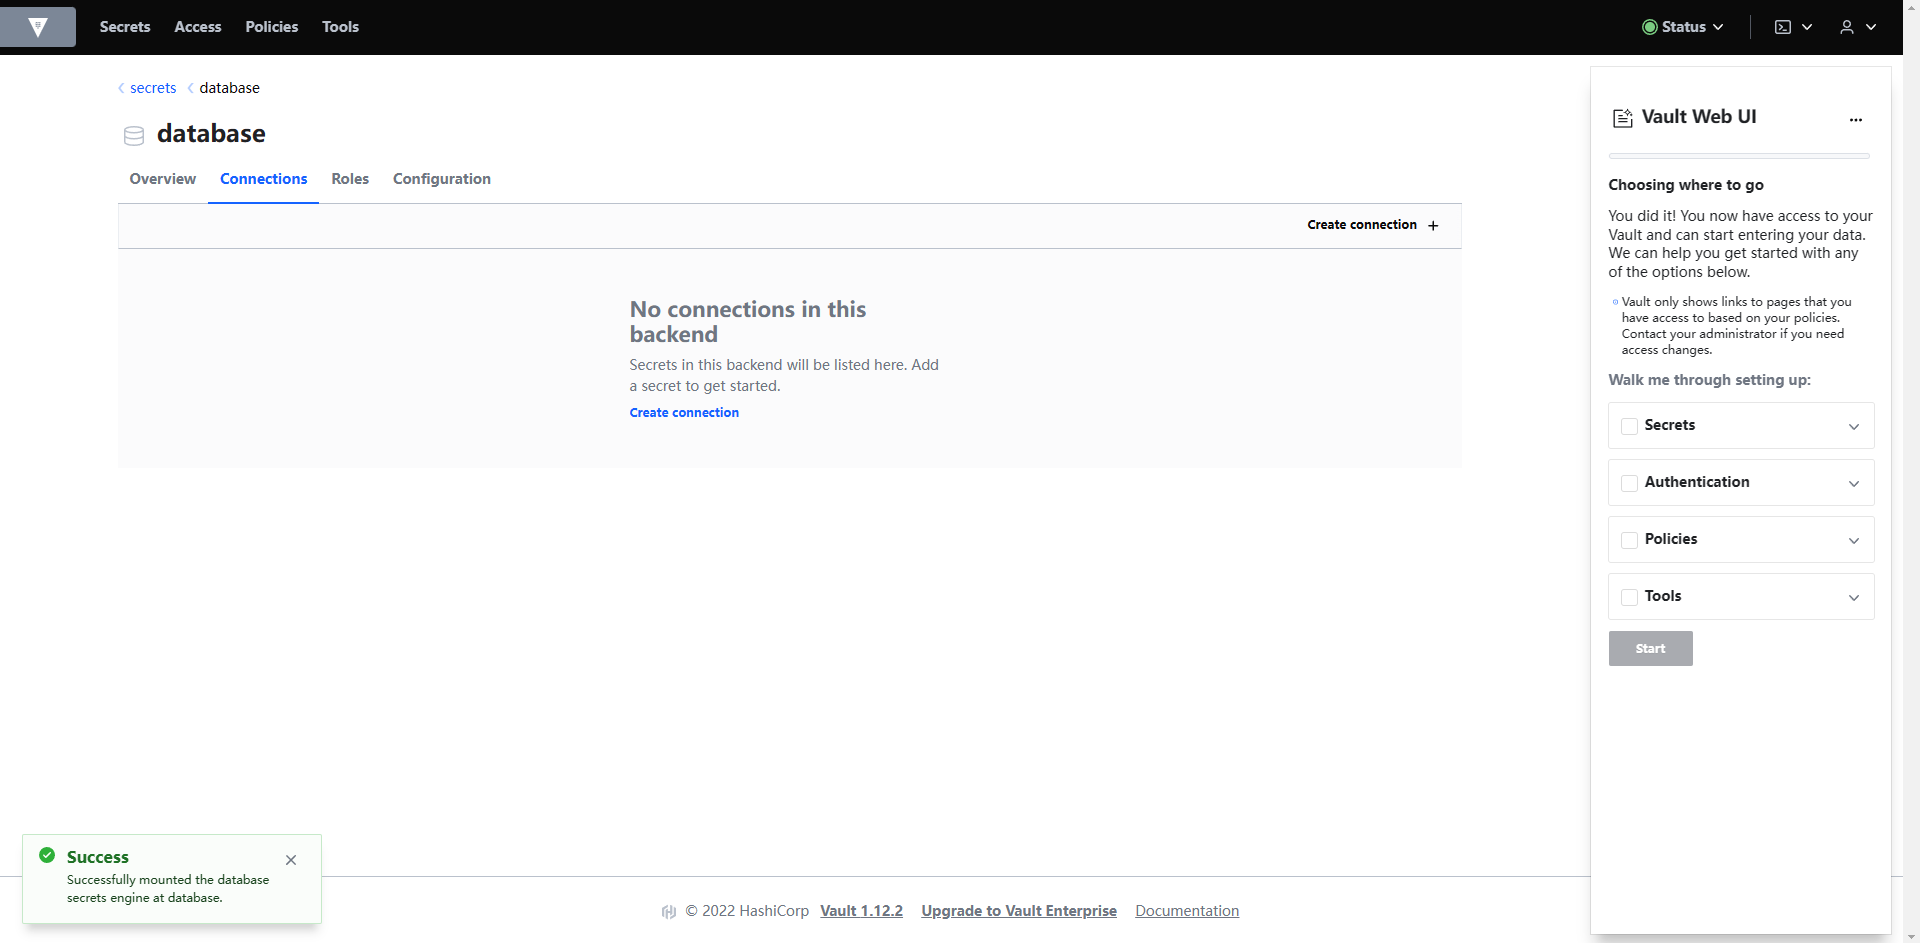 Secrets
Access
Policies
Tools
Status
secrets
database
database
Overview
Connections
Roles
Configuration
Create connection
No connections in this
backend
Secrets in this backend will be listed here. Add
a secret to get started.
Create connection
Vault Web UI
Choosing where to go
You did it! You now have access to your
Vault and can start entering your data.
We can help you get started with any
of the options below.
Vault only shows links to pages that you
have access to based on your policies.
Contact your administrator if you need
access changes.
Walk me through setting up:
Secrets
Authentication
Policies
Tools
Start
Success
Successfully mounted the database
secrets engine at database.
© 2022 HashiCorp Vault 1.12.2 Upgrade to Vault Enterprise Documentation